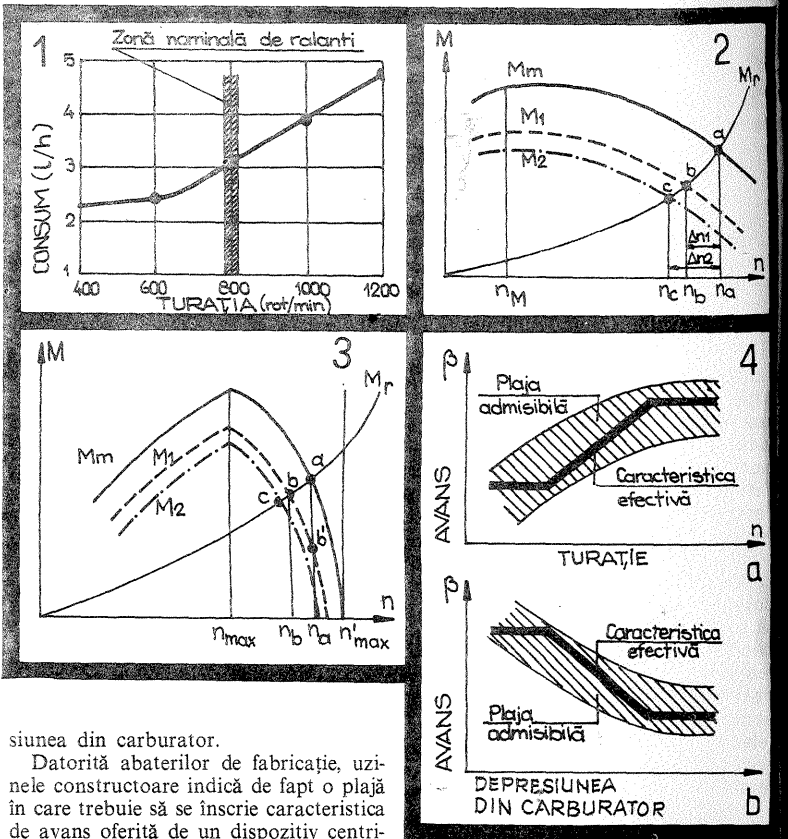 1
Zonă nominală de ralanti
CONSUM (l/h)
5
4
3
2
1
400 600 800 1000 1200
TURAȚIA (rot/min)
2
M
Mm
Mr
M1
M2
a
b
c
Δn1
Δn2
n
nM nc nb na
3
M
Mr
Mm
M1
M2
a
b
c
b'
n
nmax nb na n'max
4
β
Plaja
admisibilă
Caracteristica
efectivă
AVANS
n
TURAȚIE
a
β
Caracteristica
efectivă
Plaja
admisibilă
AVANS
DEPRESIUNEA
DIN CARBURATOR
b
siunea din carburator.
Datorită abaterilor de fabricație, uzi-
nele constructoare indică de fapt o plajă
în care trebuie să se înscrie caracteristica
de avans oferită de un dispozitiv centri-